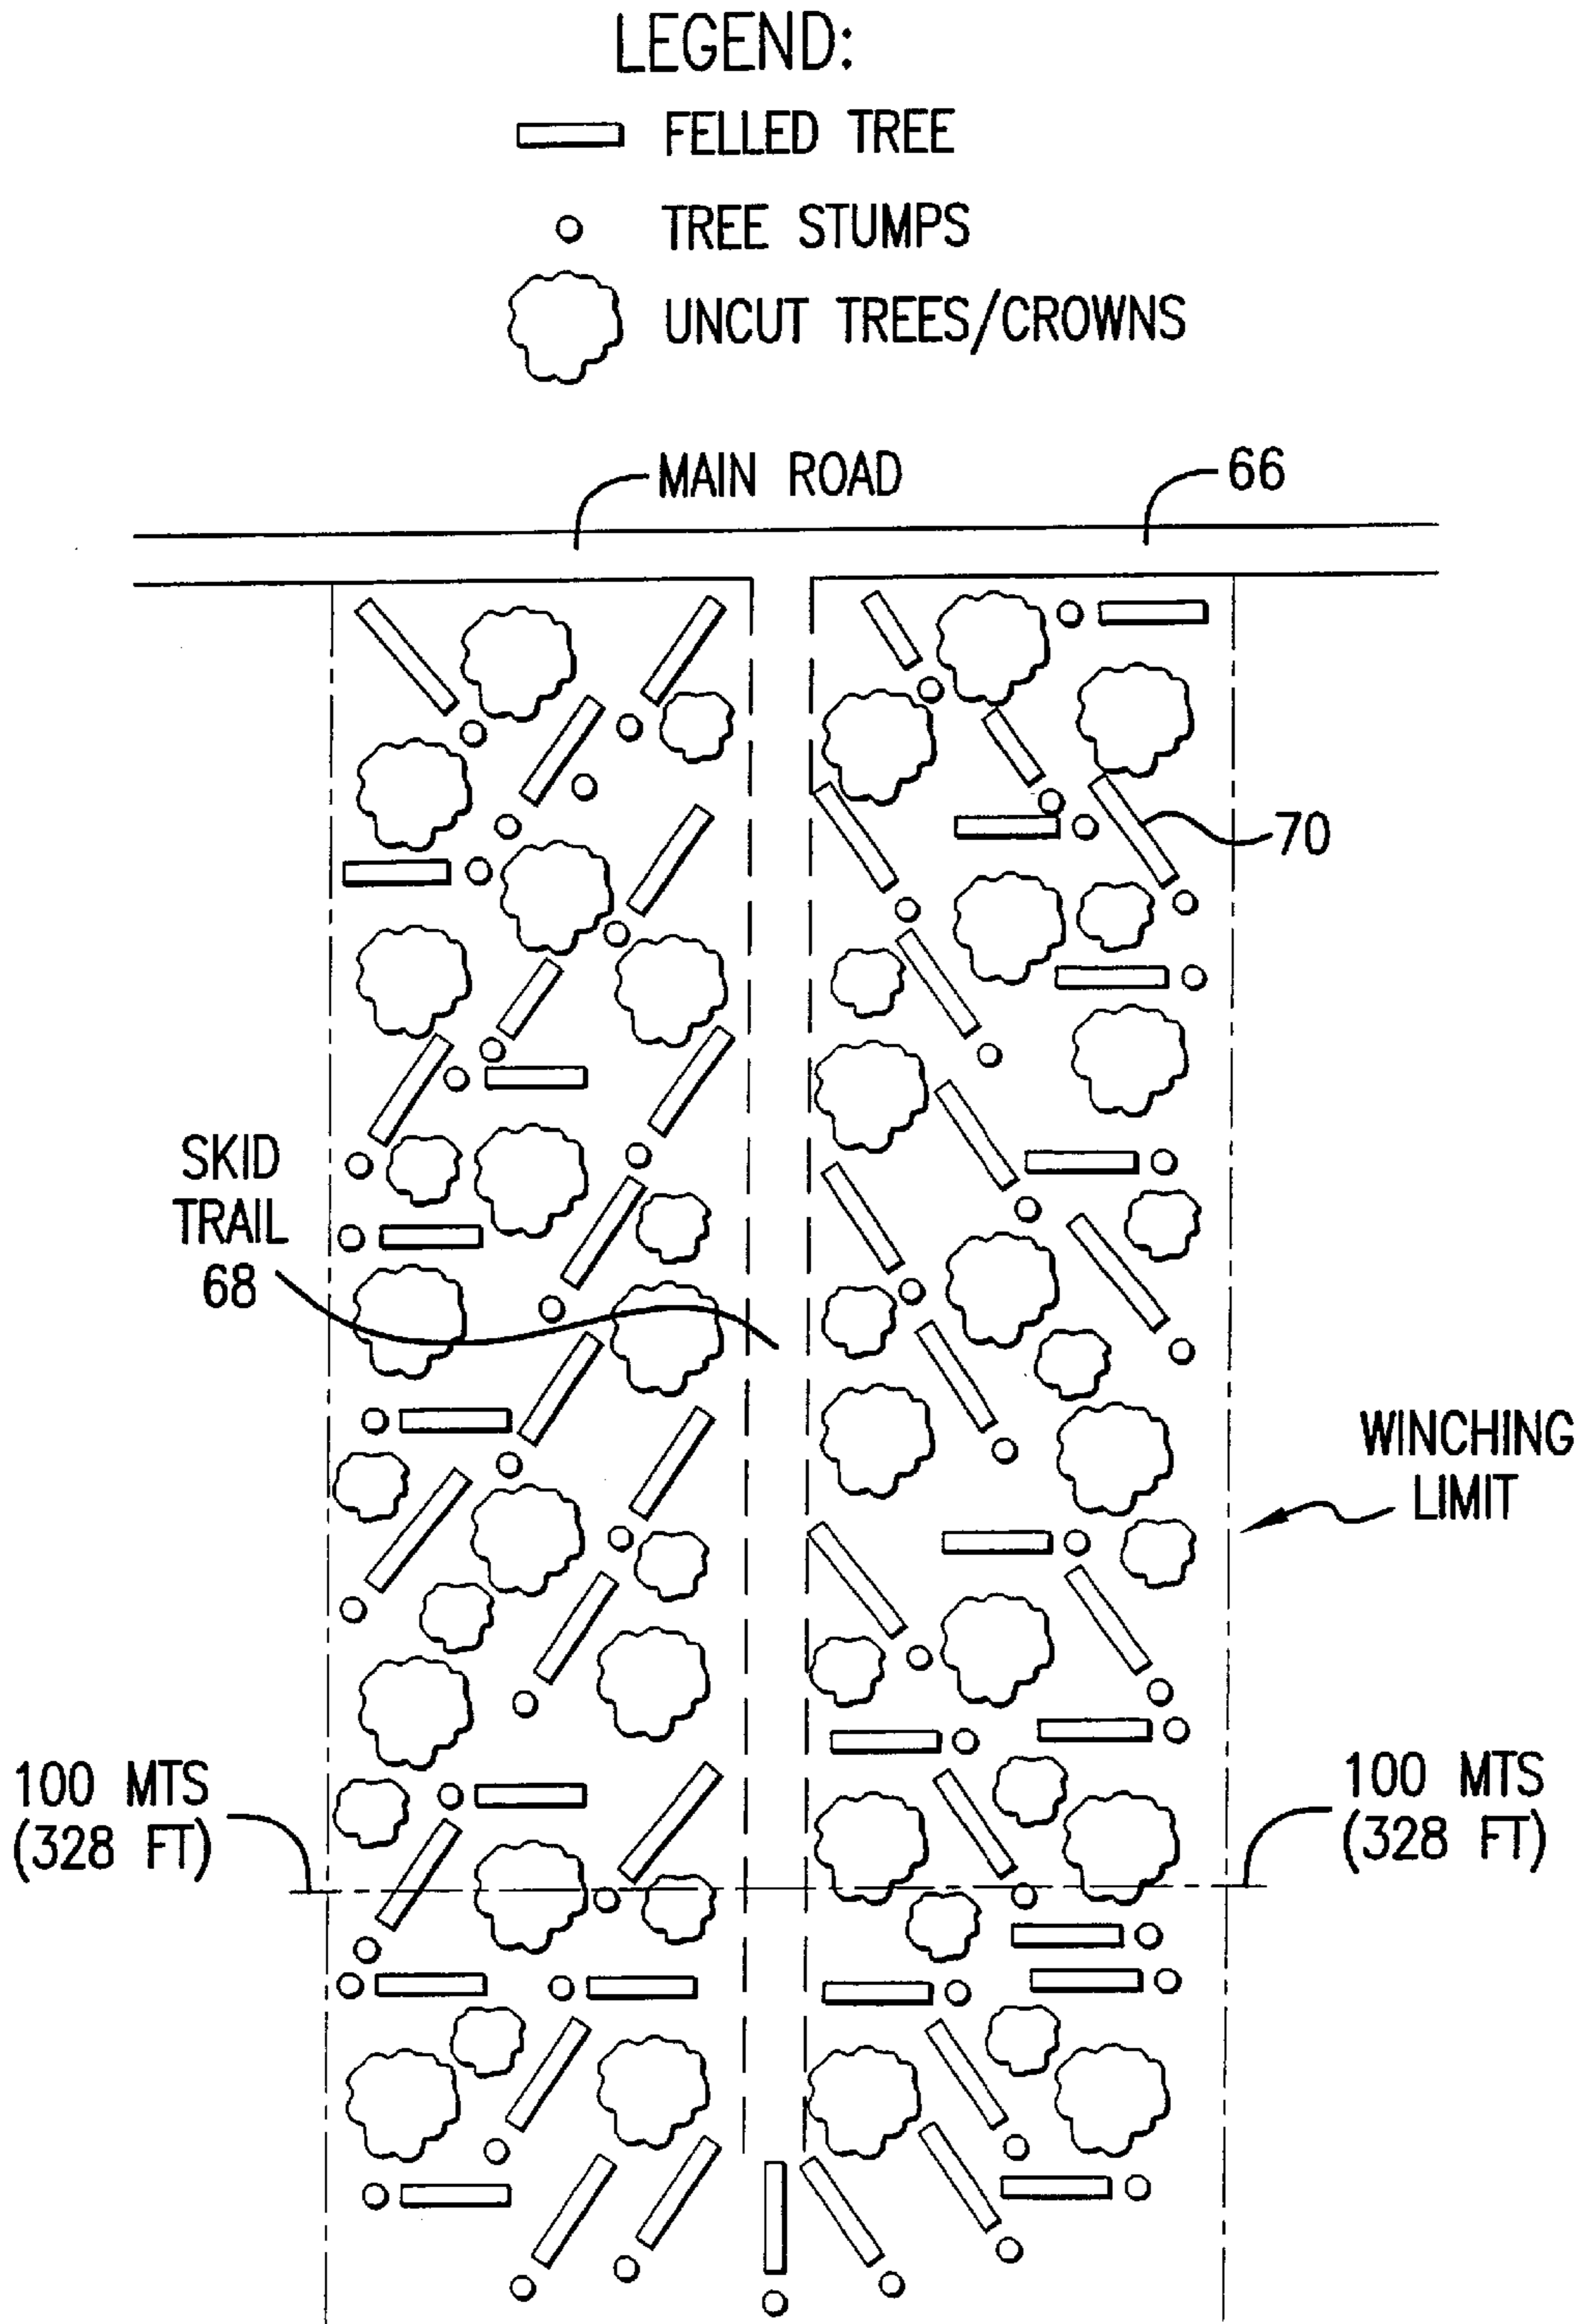 LEGEND:
FELLED TREE
TREE STUMPS
UNCUT TREES/CROWNS
MAIN ROAD
66
70
SKID
TRAIL
68
WINCHING
LIMIT
100 MTS
(328 FT)
100 MTS
(328 FT)